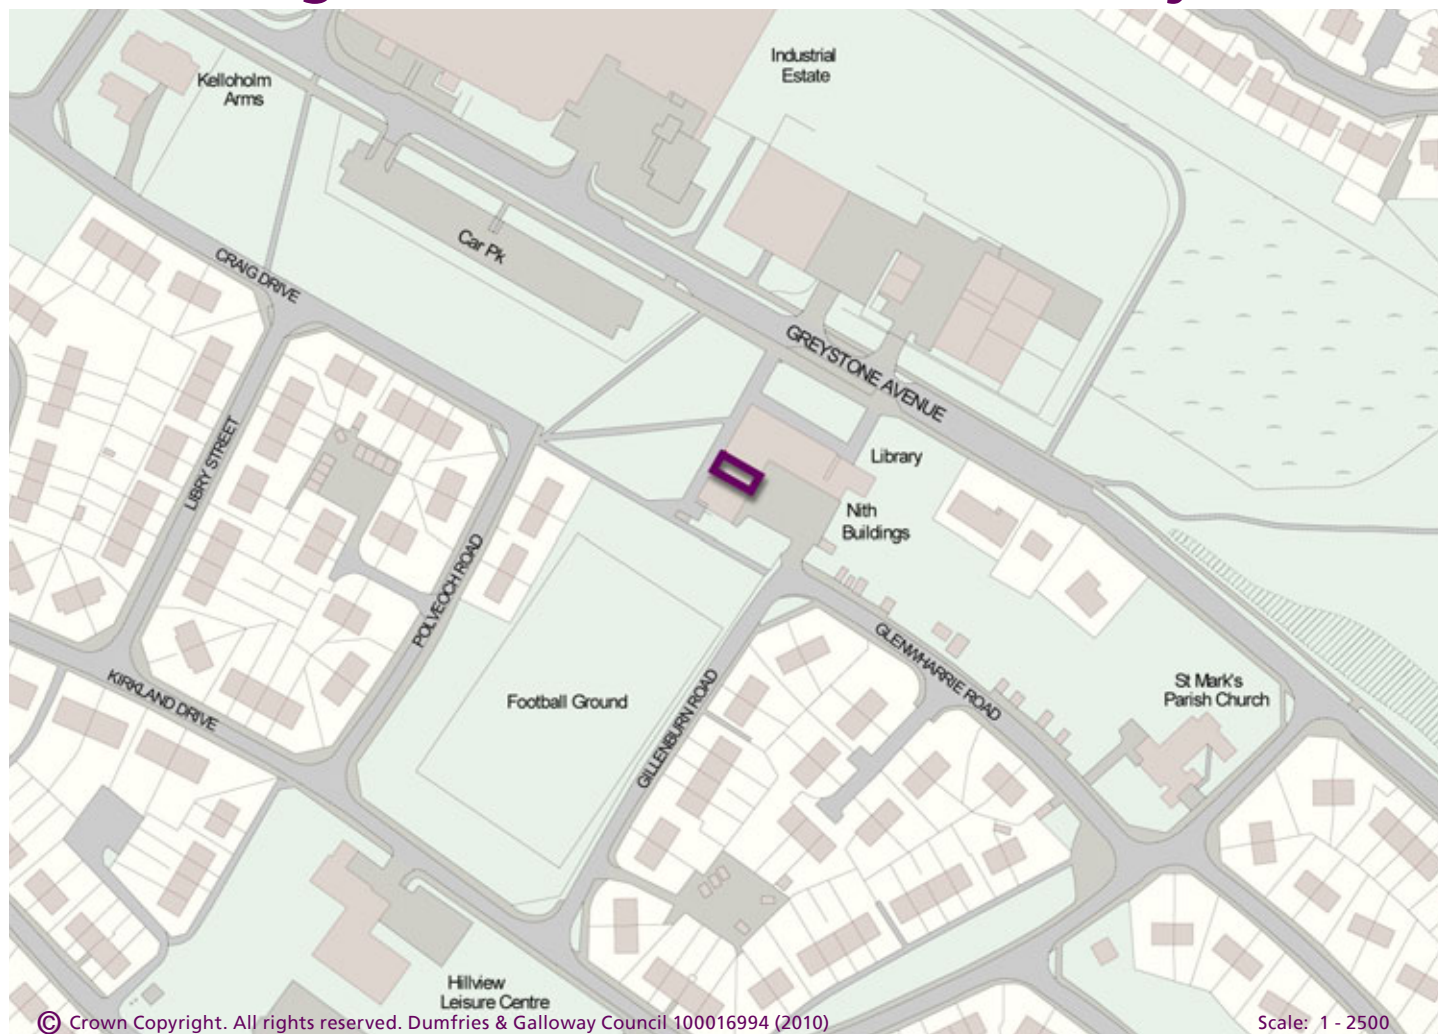 Industrial
Estate
Kelloholm
Arms
Car Pk
CRAIG DRIVE
GREYSTONE AVENUE
LIBRY STREET
Library
Nith
Buildings
POLVEOCH ROAD
GLENWHARRIE ROAD
St Mark's
Parish Church
KIRKLAND DRIVE
Football Ground
GILLENBURN ROAD
Hillview
Leisure Centre
© Crown Copyright. All rights reserved. Dumfries & Galloway Council 100016994 (2010)
Scale: 1 - 2500